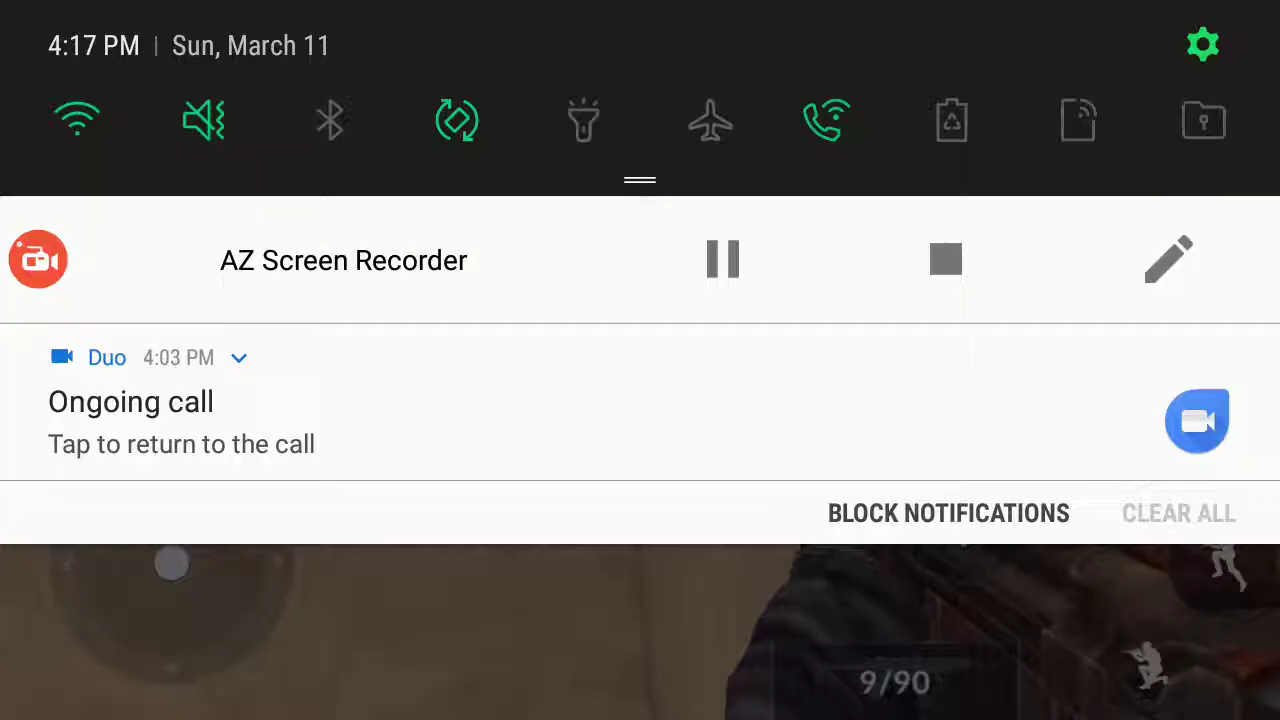 4:17 PM | Sun, March 11
AZ Screen Recorder
Duo 4:03 PM
Ongoing call
Tap to return to the call
BLOCK NOTIFICATIONS CLEAR ALL
9/90